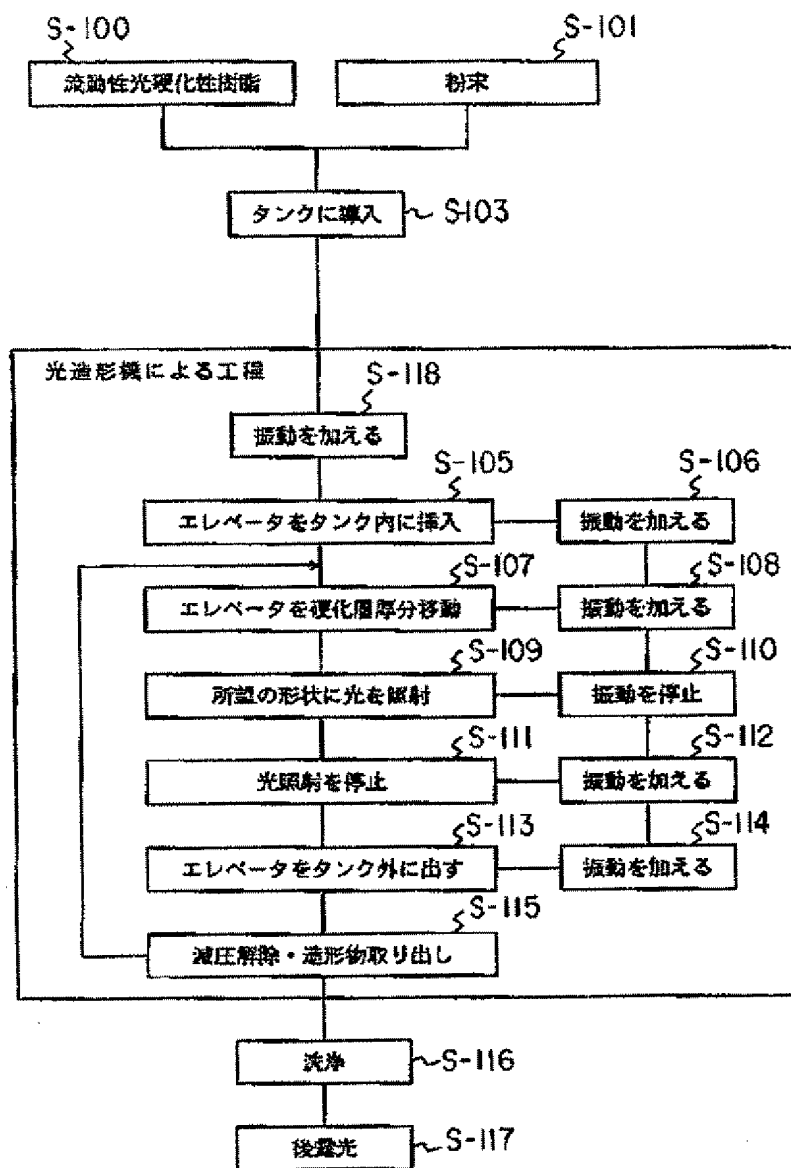 S-100
S-101
流動性光硬化性樹脂
粉末
タンクに導入
S-103
光造形機による工程
S-118
振動を加える
S-105
S-106
エレベータをタンク内に挿入
振動を加える
S-107
S-108
エレベータを硬化層厚分移動
振動を加える
S-109
S-110
所望の形状に光を照射
振動を停止
S-111
S-112
光照射を停止
振動を加える
S-113
S-114
エレベータをタンク外に出す
振動を加える
S-115
減圧解除・造形物取り出し
洗浄
S-116
後露光
S-117